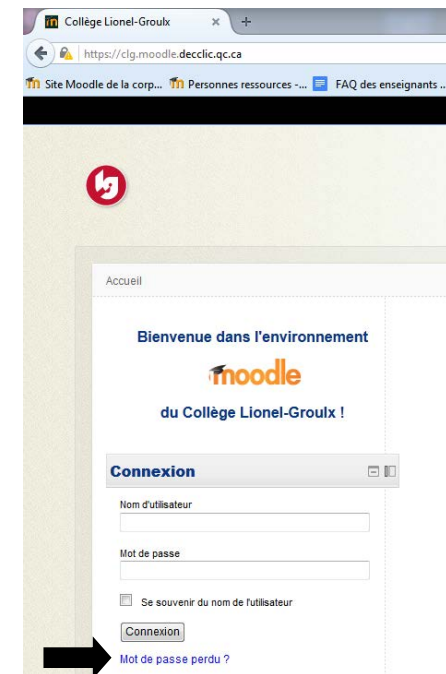 Collège Lionel-Groulx
https://clg.moodle.decclic.qc.ca
Site Moodle de la corp... Personnes ressources -... FAQ des enseignants ..
Accueil
Bienvenue dans l'environnement
moodle
du Collège Lionel-Groulx !
Connexion
Nom d'utilisateur
Mot de passe
Se souvenir du nom de l'utilisateur
Connexion
Mot de passe perdu ?